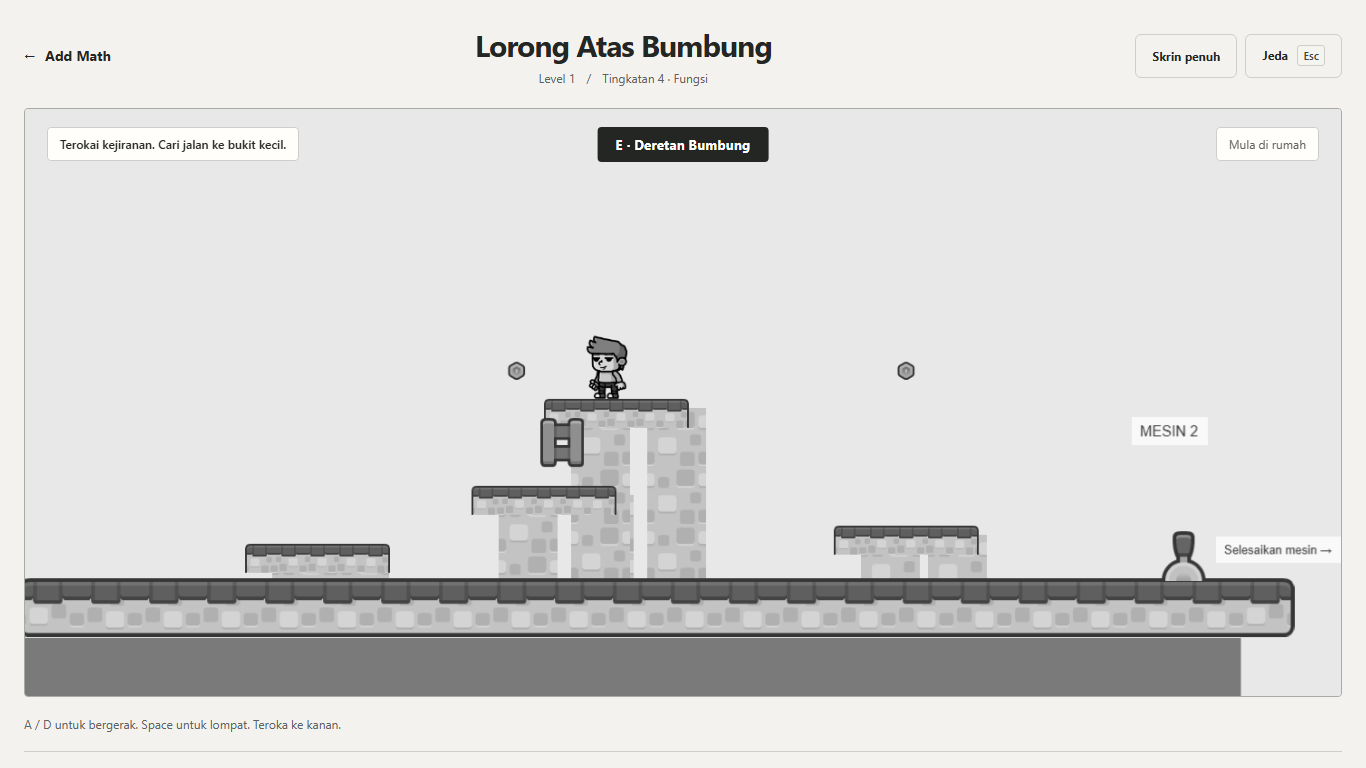 ← Add Math
Lorong Atas Bumbung
Level 1 / Tingkatan 4 · Fungsi
Skrin penuh
Jeda Esc
Terokai kejiranan. Cari jalan ke bukit kecil.
E · Deretan Bumbung
Mula di rumah
MESIN 2
Selesaikan mesin →
A / D untuk bergerak. Space untuk lompat. Teroka ke kanan.